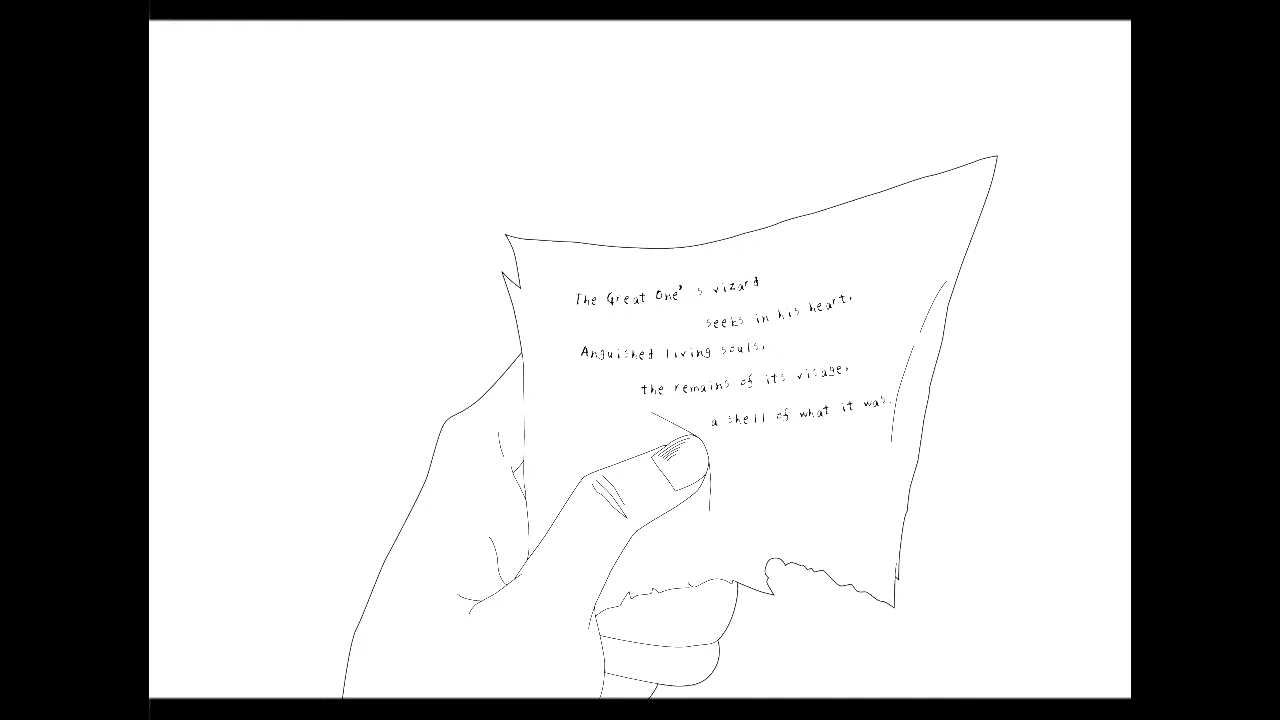 The Great One's vizard
seeks in his heart,
Anguished living souls,
the remains of its visage,
a shell of what it was.